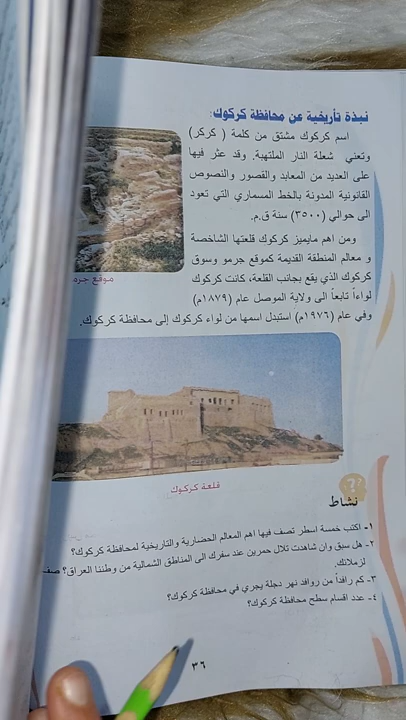 نبذة تأريخية عن محافظة كركوك:
اسم كركوك مشتق من كلمة ( كركر)
وتعني شعلة النار الملتهبة. وقد عثر فيها
على العديد من المعابد والقصور والنصوص
القانونية المدونة بالخط المسماري التي تعود
الى حوالي (٣٥٠٠) سنة ق.م.
ومن اهم مايميز كركوك قلعتها الشاخصة
و معالم المنطقة القديمة كموقع جرمو وسوق
كركوك الذي يقع بجانب القلعة، كانت كركوك
لواءاً تابعاً الى ولاية الموصل عام (١٨٧٩م)
وفي عام (١٩٧٦م) استبدل اسمها من لواء كركوك إلى محافظة كركوك.
موقع
قلعة كركوك
نشاط
١- اكتب خمسة اسطر تصف فيها اهم المعالم الحضارية والتاريخية لمحافظة كركوك؟
٢- هل سبق وان شاهدت تلال حمرين عند سفرك الى المناطق الشمالية من وطننا العراق؟
لزملائك.
٣- كم رافداً من روافد نهر دجلة يجري في محافظة كركوك؟
٤- عدد اقسام سطح محافظة كركوك؟
٣٦